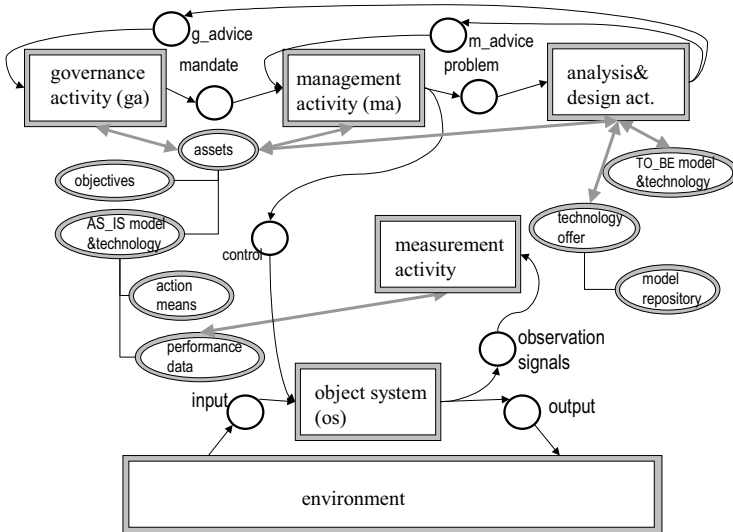 g_advice
m_advice
mandate
problem
governance
activity (ga)
management
activity (ma)
analysis&
design act.
assets
objectives
TO_BE model
&technology
AS_IS model
&technology
technology
offer
control
measurement
activity
action
means
model
repository
performance
data
observation
signals
input
object system
(os)
output
environment